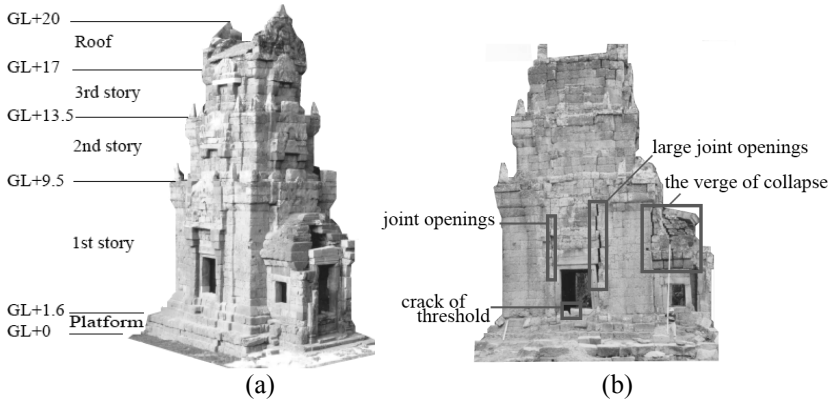 GL+20
Roof
GL+17
3rd story
GL+13.5
2nd story
GL+9.5
1st story
GL+1.6
Platform
GL+0
(a)
large joint openings
the verge of collapse
joint openings
crack of
threshold
(b)